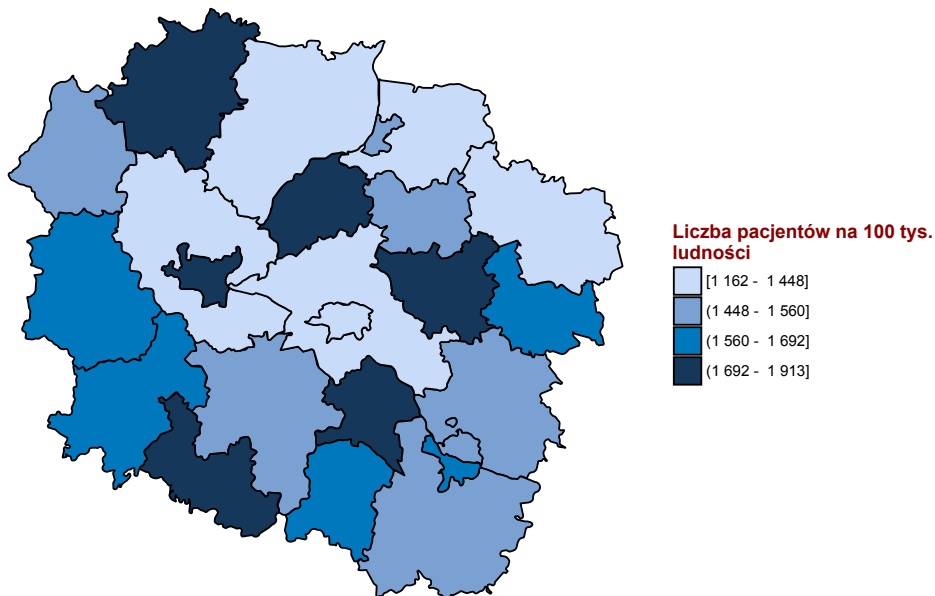 Liczba pacjentów na 100 tys.
ludności
[1 162 - 1 448]
(1 448 - 1 560]
(1 560 - 1 692]
(1 692 - 1 913]